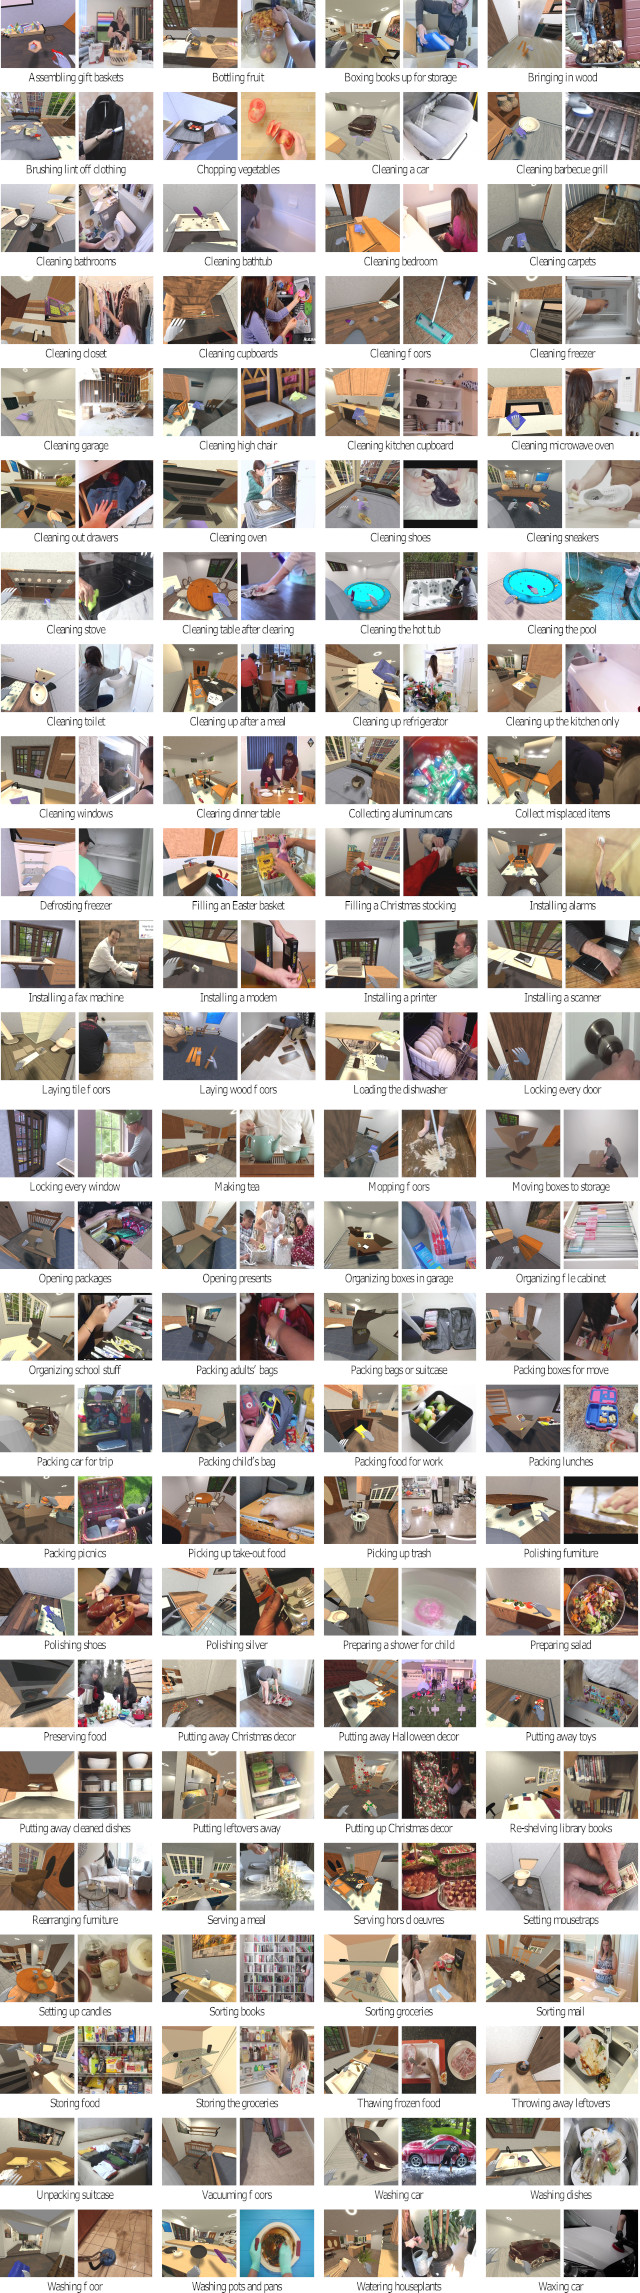 Assembling gift baskets
Bottling fruit
Boxing books up for storage
Bringing in wood
Brushing lint off clothing
Chopping vegetables
Cleaning a car
Cleaning barbecue grill
Cleaning bathrooms
Cleaning bathtub
Cleaning bedroom
Cleaning carpets
Cleaning closet
Cleaning cupboards
Cleaning f oors
Cleaning freezer
Cleaning garage
Cleaning high chair
Cleaning kitchen cupboard
Cleaning microwave oven
Cleaning out drawers
Cleaning oven
Cleaning shoes
Cleaning sneakers
Cleaning stove
Cleaning table after clearing
Cleaning the hot tub
Cleaning the pool
Cleaning toilet
Cleaning up after a meal
Cleaning up refrigerator
Cleaning up the kitchen only
Cleaning windows
Clearing dinner table
Collecting aluminum cans
Collect misplaced items
Defrosting freezer
Filling an Easter basket
Filling a Christmas stocking
Installing alarms
Installing a fax machine
Installing a modem
Installing a printer
Installing a scanner
Laying tile f oors
Laying wood f oors
Loading the dishwasher
Locking every door
Locking every window
Making tea
Mopping f oors
Moving boxes to storage
Opening packages
Opening presents
Organizing boxes in garage
Organizing f le cabinet
Organizing school stuff
Packing adults' bags
Packing bags or suitcase
Packing boxes for move
Packing car for trip
Packing child's bag
Packing food for work
Packing lunches
Packing picnics
Picking up take-out food
Picking up trash
Polishing furniture
Polishing shoes
Polishing silver
Preparing a shower for child
Preparing salad
Preserving food
Putting away Christmas decor
Putting away Halloween decor
Putting away toys
Putting away cleaned dishes
Putting leftovers away
Putting up Christmas decor
Re-shelving library books
Rearranging furniture
Serving a meal
Serving hors d oeuvres
Setting mousetraps
Setting up candles
Sorting books
Sorting groceries
Sorting mail
Storing food
Storing the groceries
Thawing frozen food
Throwing away leftovers
Unpacking suitcase
Vacuuming f oors
Washing car
Washing dishes
Washing f oor
Washing pots and pans
Watering houseplants
Waxing car